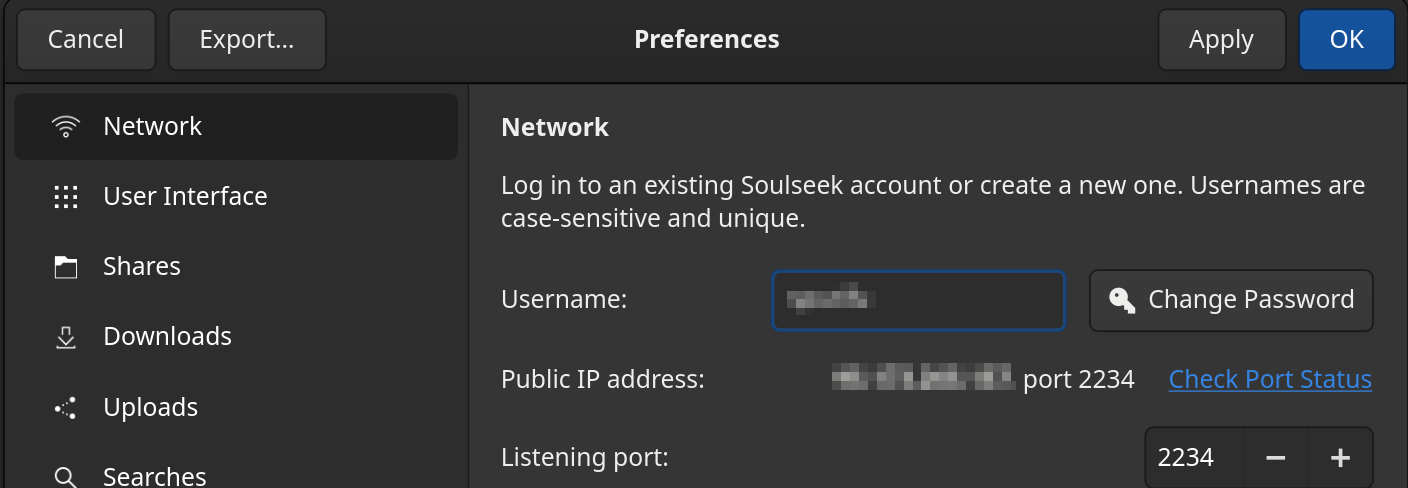 Cancel
Export...
Preferences
Apply
OK
Network
User Interface
Shares
Downloads
Uploads
Searches
Network
Log in to an existing Soulseek account or create a new one. Usernames are
case-sensitive and unique.
Username:
Change Password
Public IP address:
port 2234
Check Port Status
Listening port:
2234